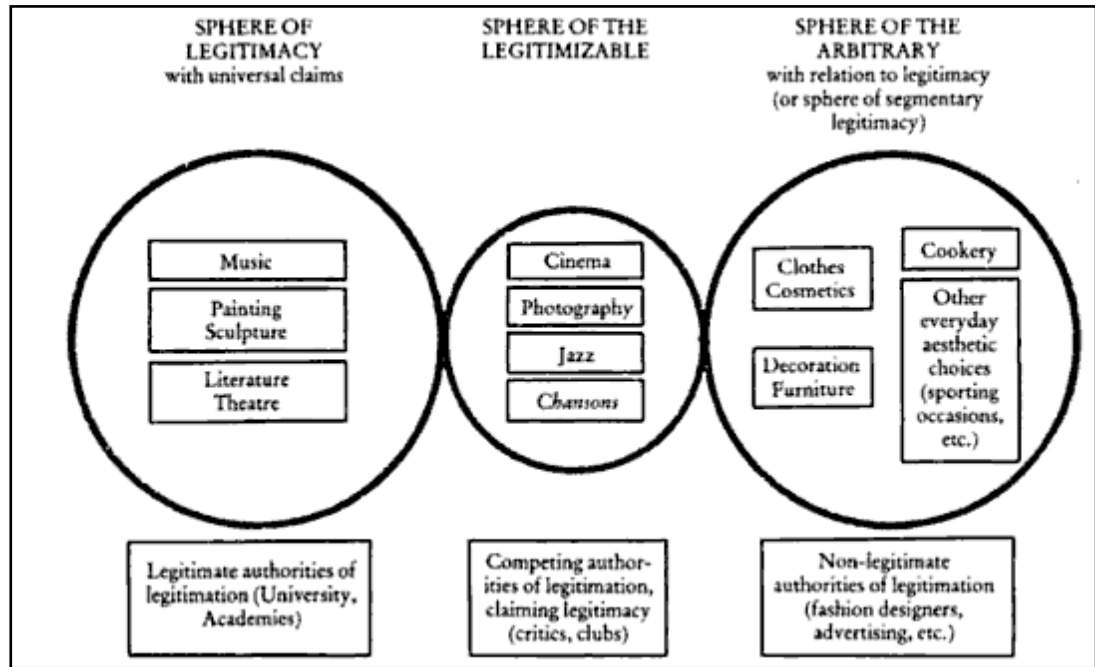 SPHERE OF
LEGITIMACY
with universal claims
SPHERE OF THE
LEGITIMIZABLE
SPHERE OF THE
ARBITRARY
with relation to legitimacy
(or sphere of segmentary
legitimacy)
Music
Painting
Sculpture
Literature
Theatre
Cinema
Photography
Jazz
Chansons
Clothes
Cosmetics
Decoration
Furniture
Cookery
Other
everyday
aesthetic
choices
(sporting
occasions,
etc.)
Legitimate authorities of
legitimation (University,
Academies)
Competing author-
ities of legitimation,
claiming legitimacy
(critics, clubs)
Non-legitimate
authorities of legitimation
(fashion designers,
advertising, etc.)